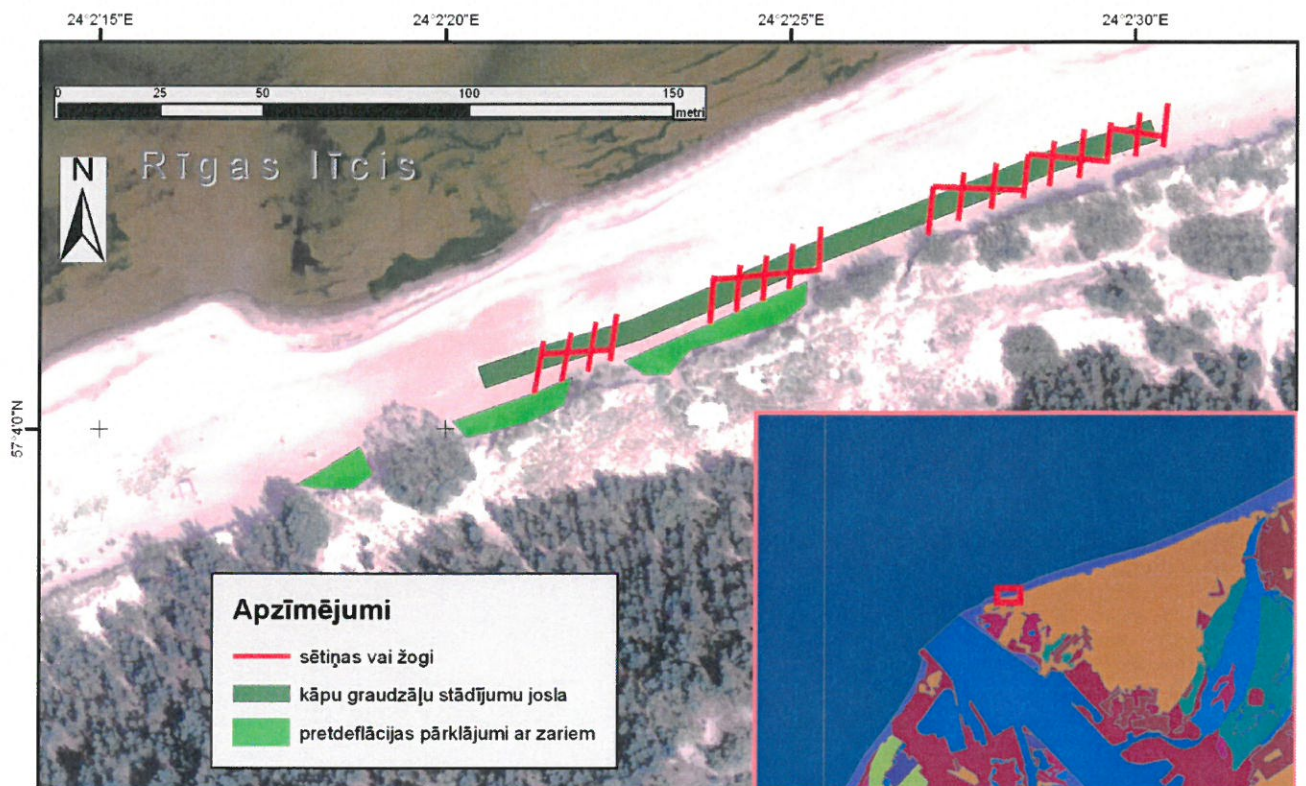 24°2'15"E 24°2'20"E 24°2'25"E 24°2'30"E
0 25 50 100 150
metri
N
Rīgas līcis
57°4'0"N
Apzīmējumi
sētiņas vai žogi
kāpu graudzāļu stādījumu josla
pretdeflācijas pārklājumi ar zariem